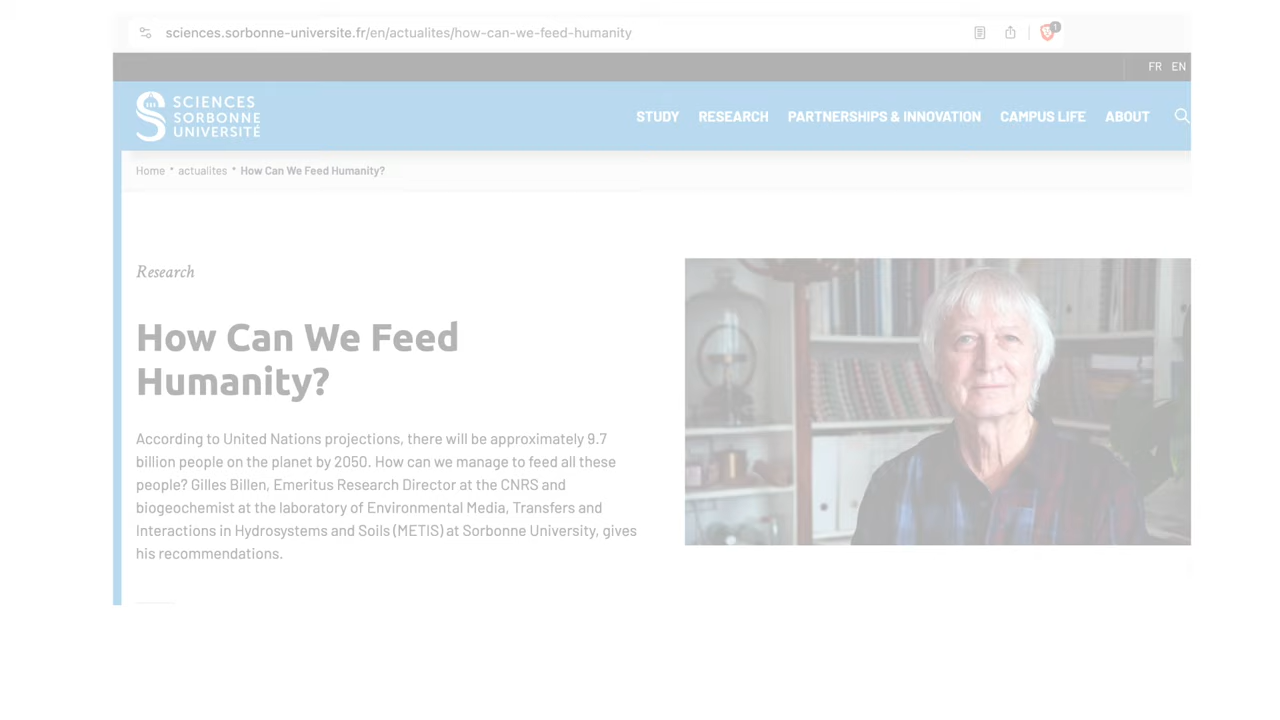 sciences.sorbonne-universite.fr/en/actualites/how-can-we-feed-humanity
1
FR EN
SCIENCES
SORBONNE
UNIVERSITÉ
STUDY RESEARCH PARTNERSHIPS & INNOVATION CAMPUS LIFE ABOUT
Home • actualites • How Can We Feed Humanity?
Research
How Can We Feed
Humanity?
According to United Nations projections, there will be approximately 9.7
billion people on the planet by 2050. How can we manage to feed all these
people? Gilles Billen, Emeritus Research Director at the CNRS and
biogeochemist at the laboratory of Environmental Media, Transfers and
Interactions in Hydrosystems and Soils (METIS) at Sorbonne University, gives
his recommendations.